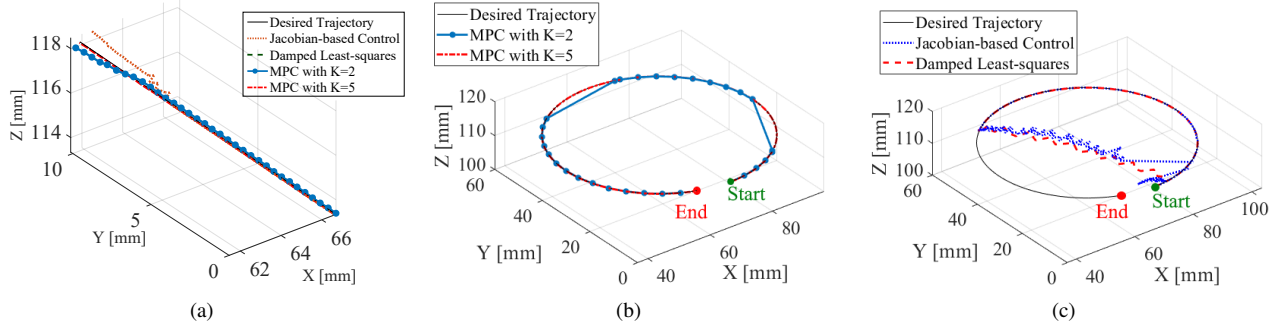 Desired Trajectory
Jacobian-based Control
Damped Least-squares
MPC with K=2
MPC with K=5
118
116
114
Z [mm]
10
5
0
Y [mm]
62
64
66
X [mm]
(a)
Desired Trajectory
MPC with K=2
MPC with K=5
120
110
100
Z [mm]
60
40
20
0
Y [mm]
40
60
80
X [mm]
End
Start
(b)
Desired Trajectory
Jacobian-based Control
Damped Least-squares
120
110
100
Z [mm]
60
40
20
0
Y [mm]
40
60
80
100
X [mm]
End
Start
(c)